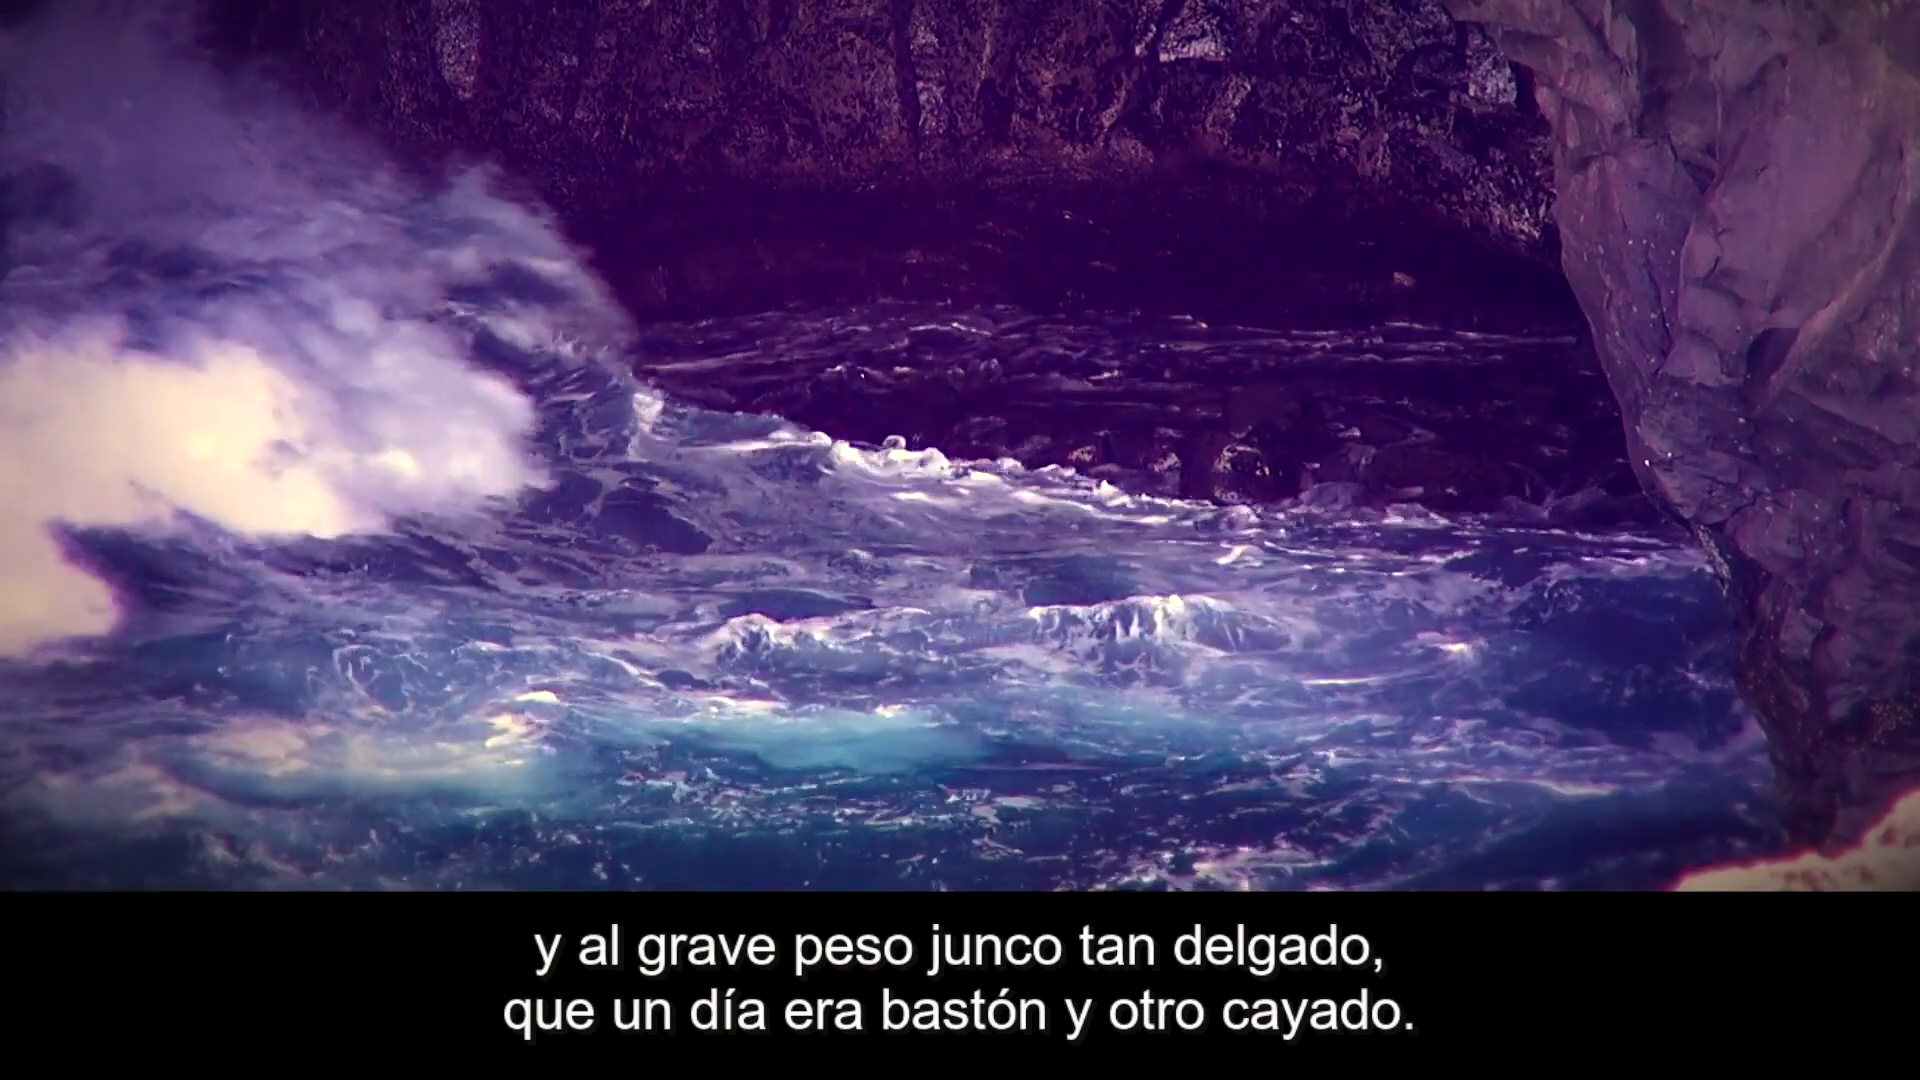 y al grave peso junco tan delgado,
que un día era bastón y otro cayado.